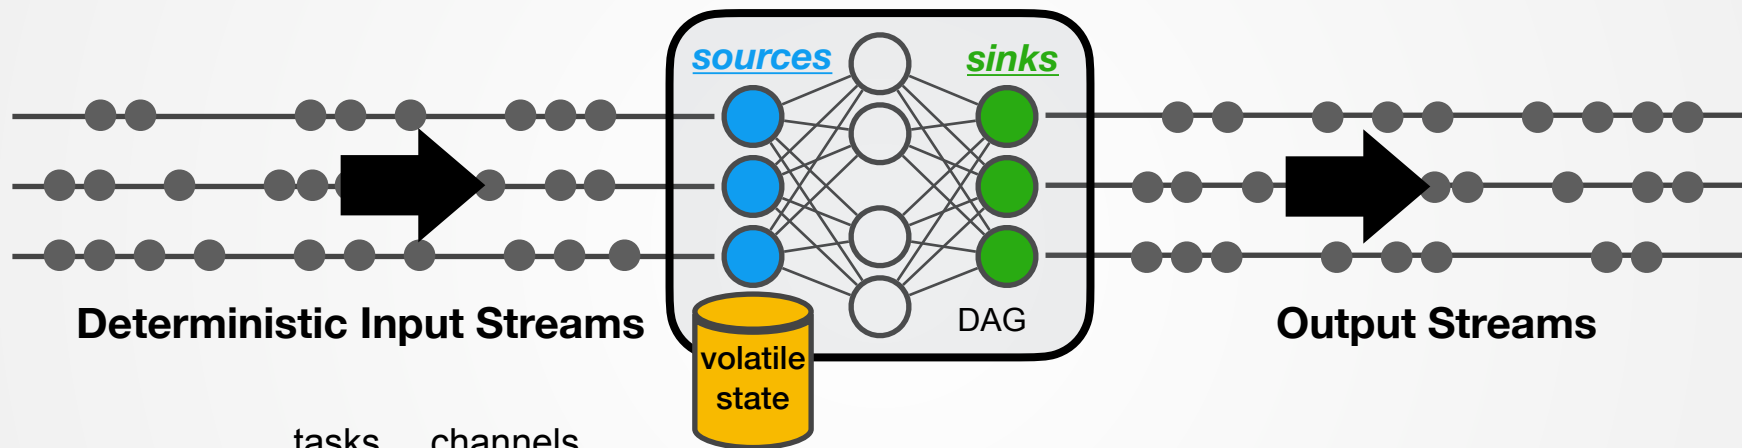 sources
sinks
Deterministic Input Streams
DAG
Output Streams
volatile
state
tasks channels